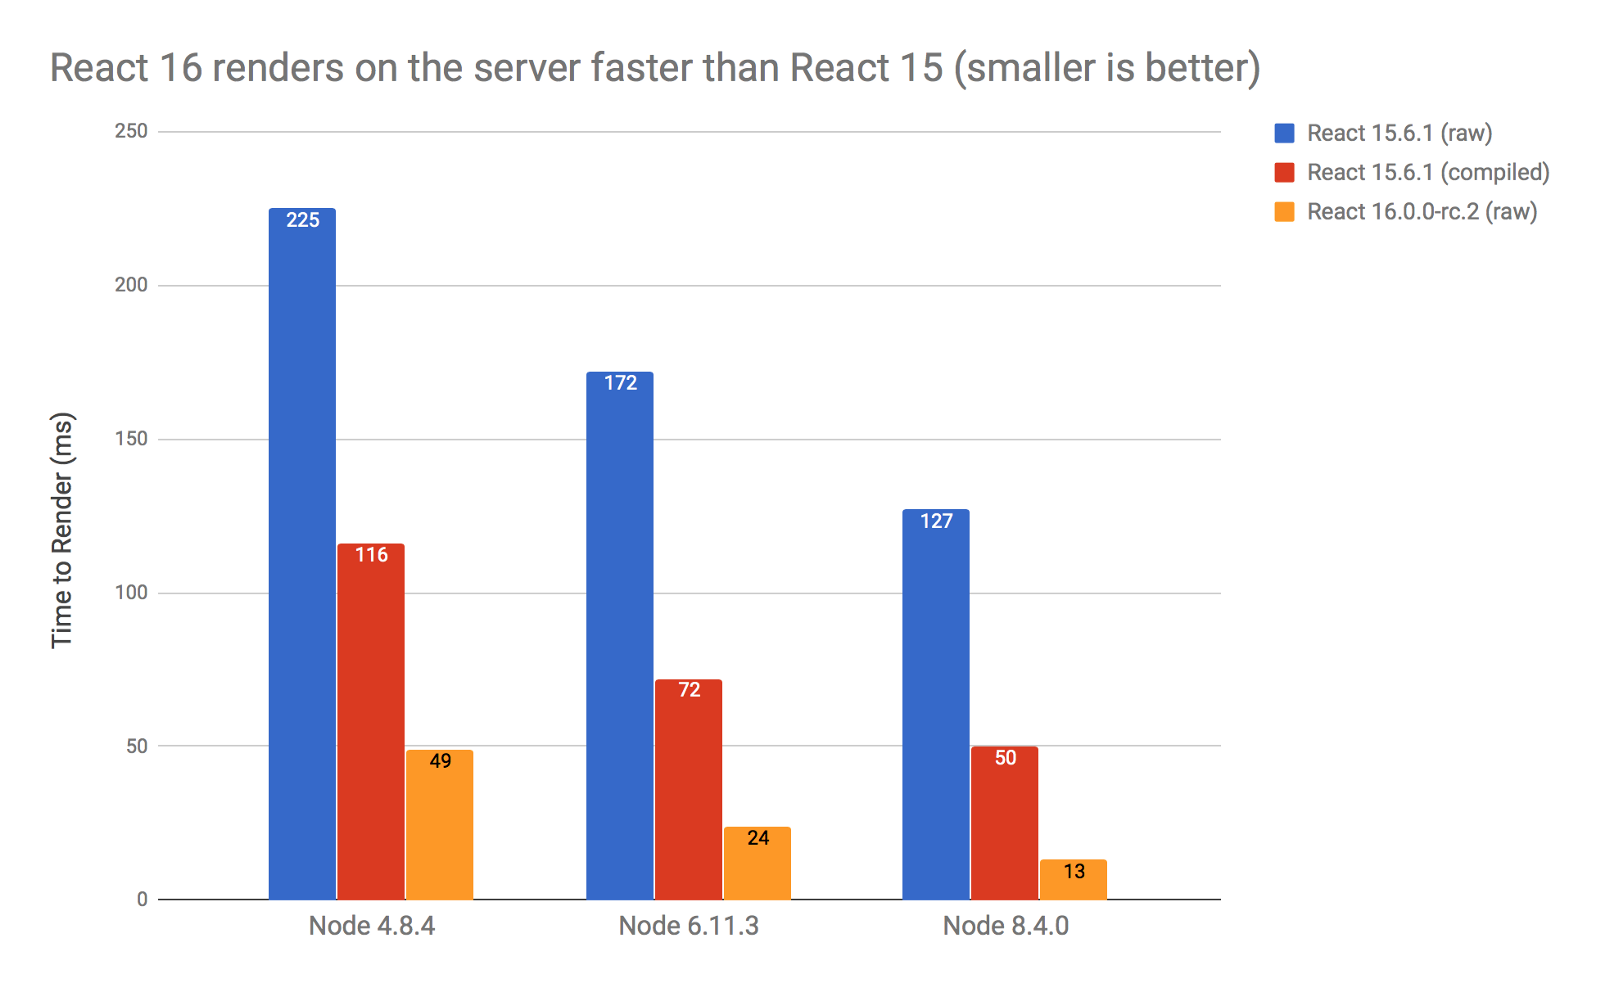 React 16 renders on the server faster than React 15 (smaller is better)
React 15.6.1 (raw)
React 15.6.1 (compiled)
React 16.0.0-rc.2 (raw)
Time to Render (ms)
250
200
150
100
50
0
225
116
49
172
72
24
127
50
13
Node 4.8.4
Node 6.11.3
Node 8.4.0